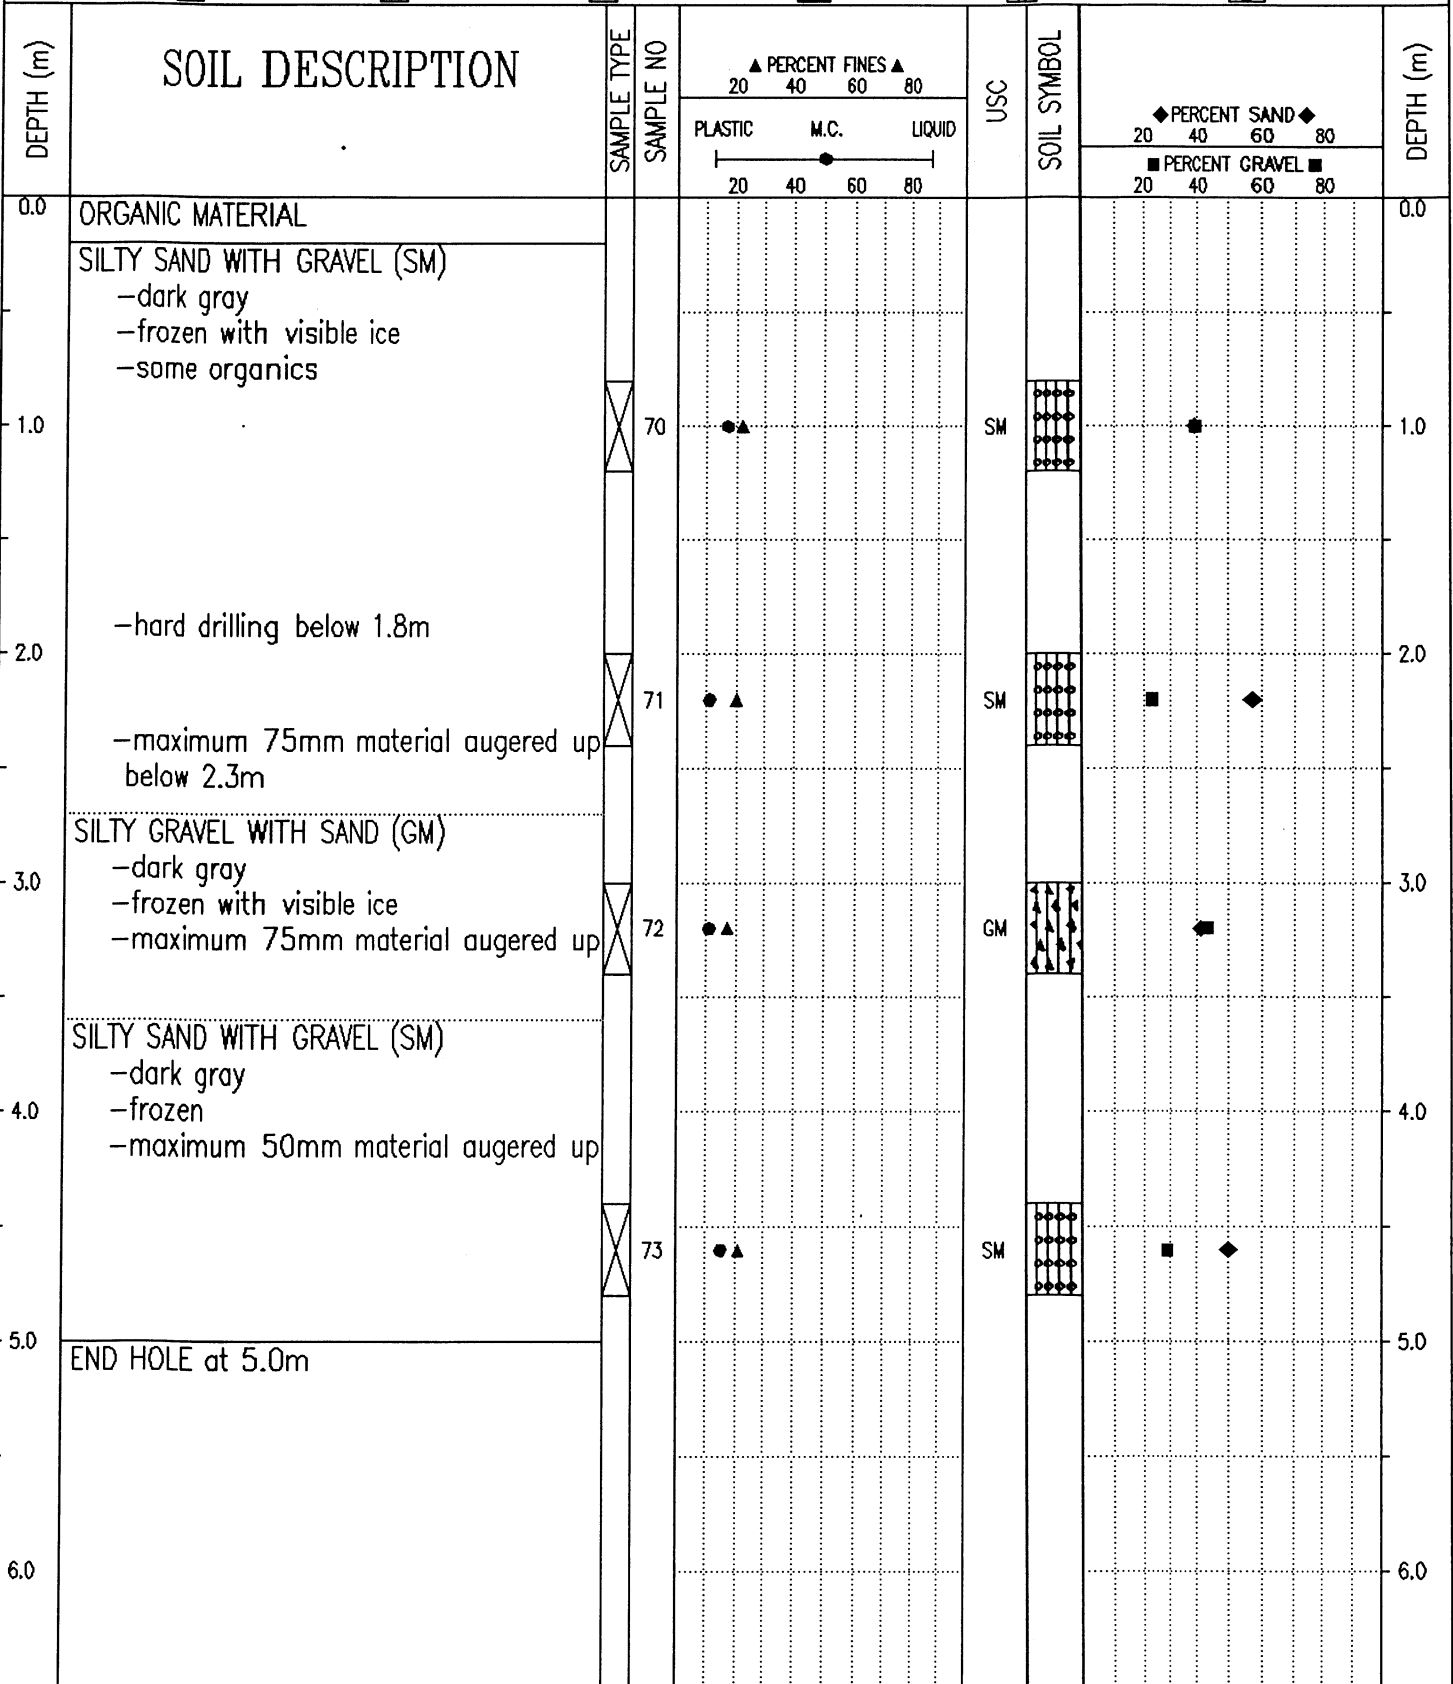 DEPTH (m)
SOIL DESCRIPTION
SAMPLE TYPE
SAMPLE NO
▲ PERCENT FINES ▲
20 40 60 80
PLASTIC M.C. LIQUID
20 40 60 80
USC
SOIL SYMBOL
◆PERCENT SAND◆
20 40 60 80
■PERCENT GRAVEL■
20 40 60 80
DEPTH (m)
0.0 ORGANIC MATERIAL 0.0
SILTY SAND WITH GRAVEL (SM)
-dark gray
-frozen with visible ice
-some organics
1.0 70 SM 1.0
-hard drilling below 1.8m
2.0 2.0
71 SM
-maximum 75mm material augered up
below 2.3m
SILTY GRAVEL WITH SAND (GM)
-dark gray
3.0 3.0
-frozen with visible ice
72 GM
-maximum 75mm material augered up
SILTY SAND WITH GRAVEL (SM)
-dark gray
4.0 -frozen 4.0
-maximum 50mm material augered up
73 SM
5.0 5.0
END HOLE at 5.0m
6.0 6.0